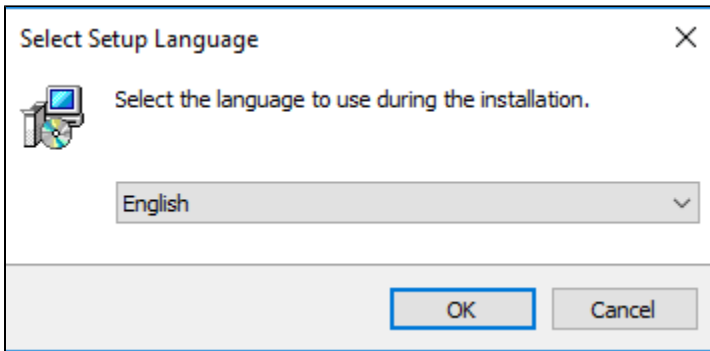 Select Setup Language
Select the language to use during the installation.
English
OK
Cancel